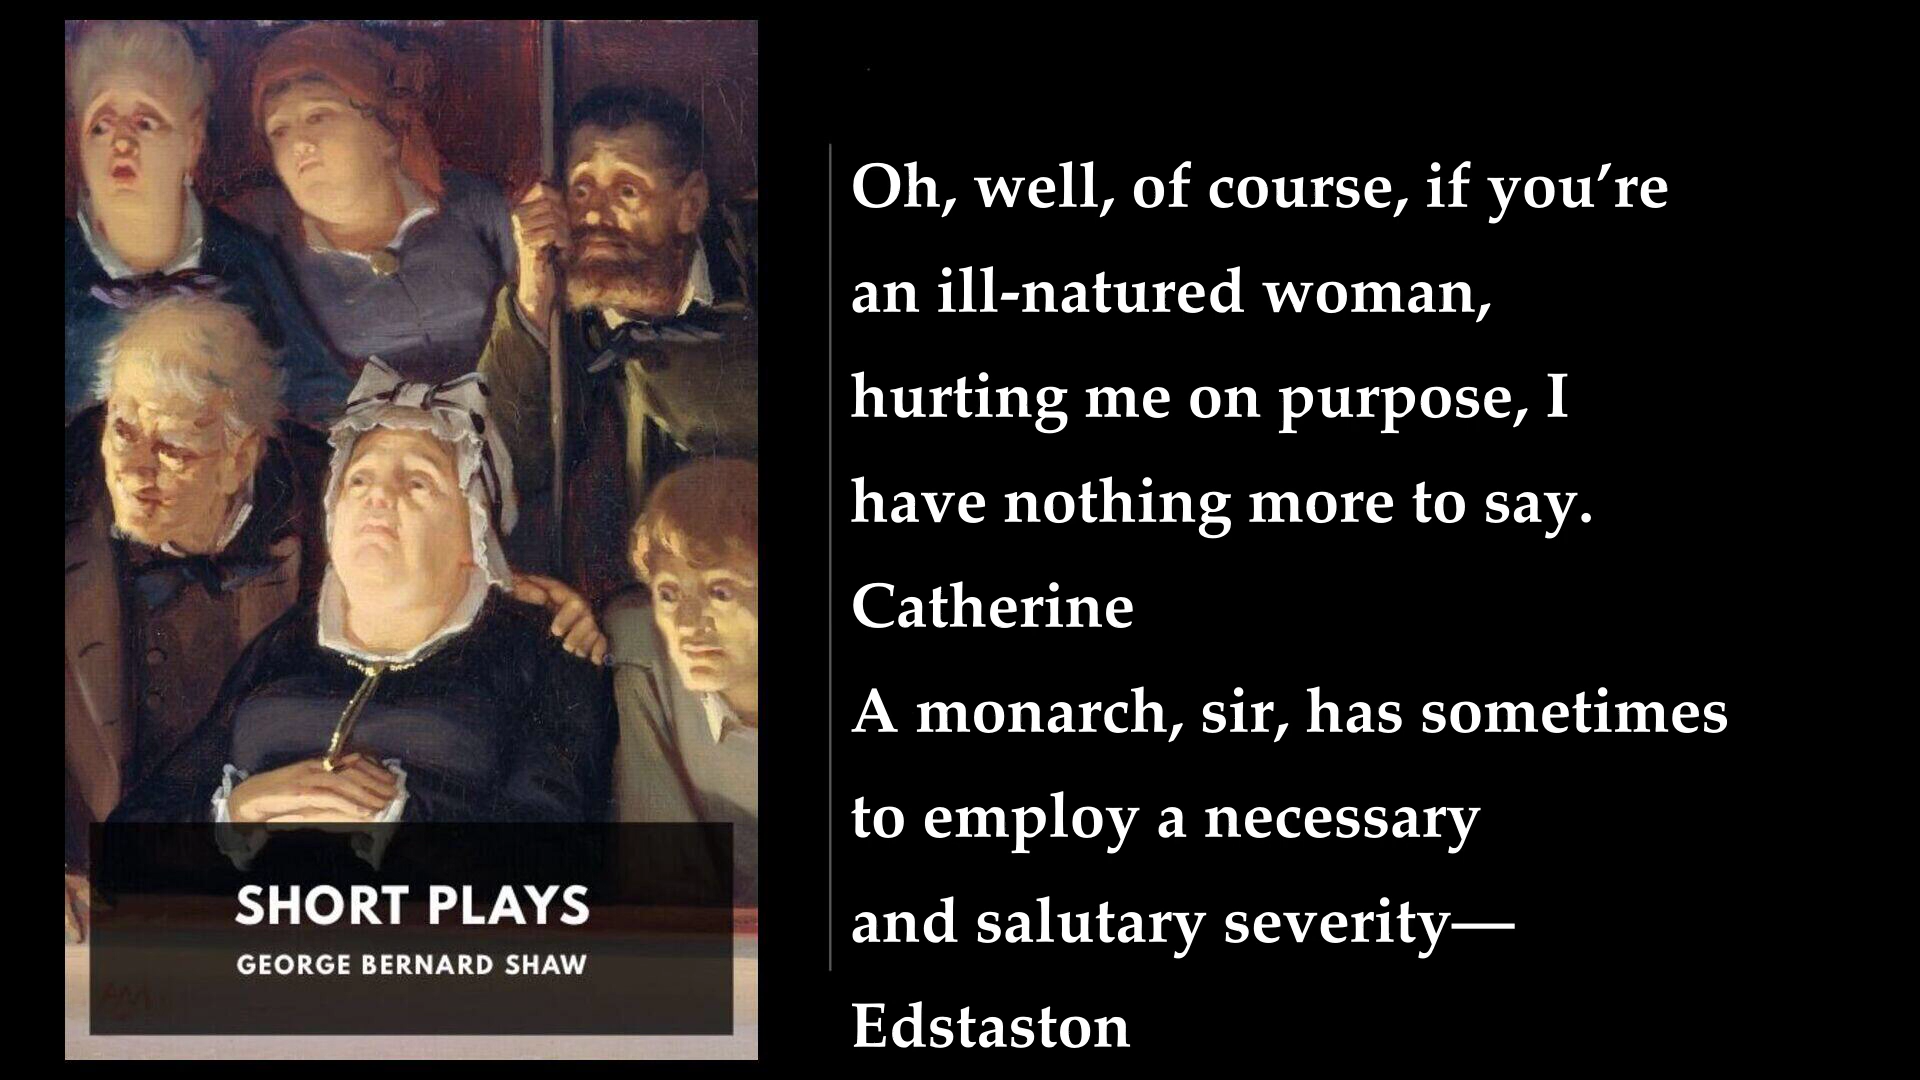 Oh, well, of course, if you’re
an ill-natured woman,
hurting me on purpose, I
have nothing more to say.
Catherine
A monarch, sir, has sometimes
to employ a necessary
and salutary severity—
Edstaston
SHORT PLAYS
GEORGE BERNARD SHAW